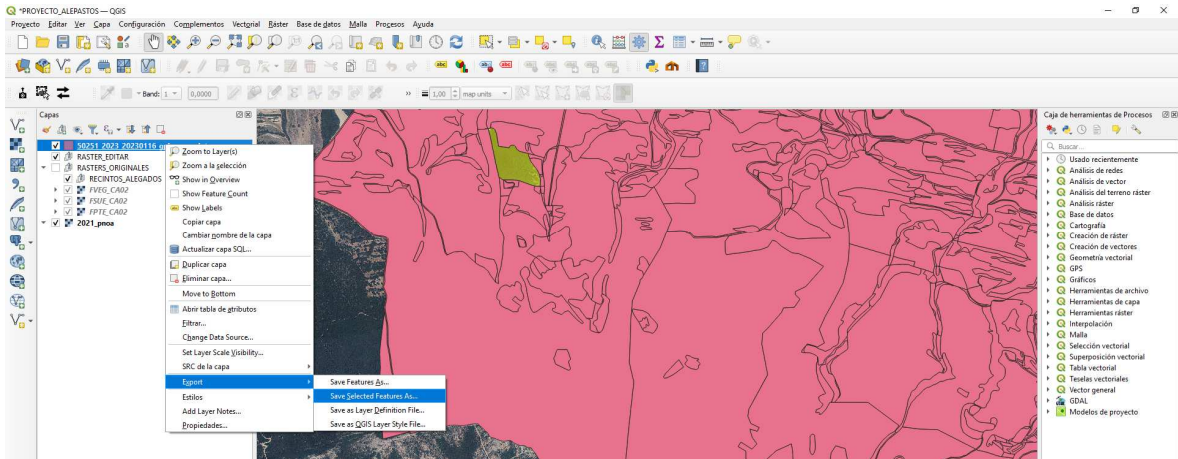 *PROYECTO_ALEPASTOS — QGIS
Proyecto Editar Ver Capa Configuración Complementos Vectorial Ráster Base de datos Malla Procesos Ayuda
Band: 1 0,0000 » 1,00 map units
Capas
50251_2023_20230116
RASTER_EDITAR
RASTERS_ORIGINALES
RECINTOS_ALEGADOS
FVEG_CA02
FSUE_CA02
FPTE_CA02
2021_pnoa
Zoom to Layer(s)
Zoom a la selección
Show in Overview
Show Feature Count
Show Labels
Copiar capa
Cambiar nombre de la capa
Actualizar capa SQL...
Duplicar capa
Eliminar capa...
Move to Bottom
Abrir tabla de atributos
Filtrar...
Change Data Source...
Set Layer Scale Visibility...
SRC de la capa
Export
Estilos
Add Layer Notes...
Propiedades...
Save Features As...
Save Selected Features As...
Save as Layer Definition File...
Save as QGIS Layer Style File...
Caja de herramientas de Procesos
Buscar...
Usado recientemente
Análisis de redes
Análisis de vector
Análisis del terreno ráster
Análisis ráster
Base de datos
Cartografía
Creación de ráster
Creación de vectores
Geometría vectorial
GPS
Gráficos
Herramientas de archivo
Herramientas de capa
Herramientas ráster
Interpolación
Malla
Selección vectorial
Superposición vectorial
Tabla vectorial
Teselas vectoriales
Vector general
GDAL
Modelos de proyecto